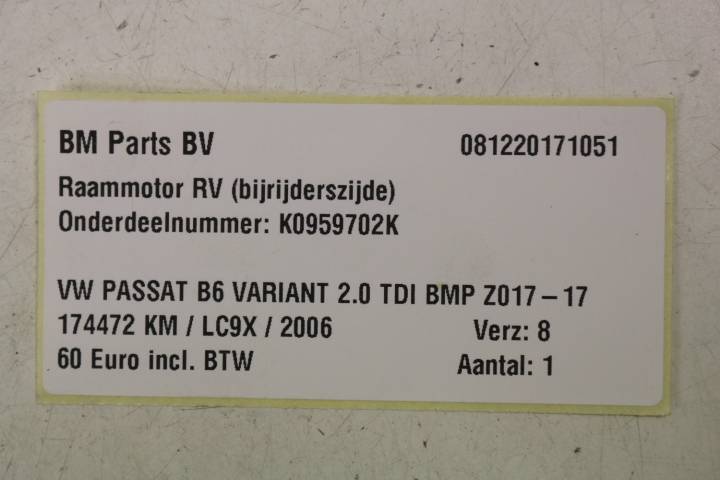 BM Parts BV 081220171051
Raammotor RV (bijrijderszijde)
Onderdeelnummer: K0959702K
VW PASSAT B6 VARIANT 2.0 TDI BMP Z017 – 17
174472 KM / LC9X / 2006 Verz: 8
60 Euro incl. BTW Aantal: 1